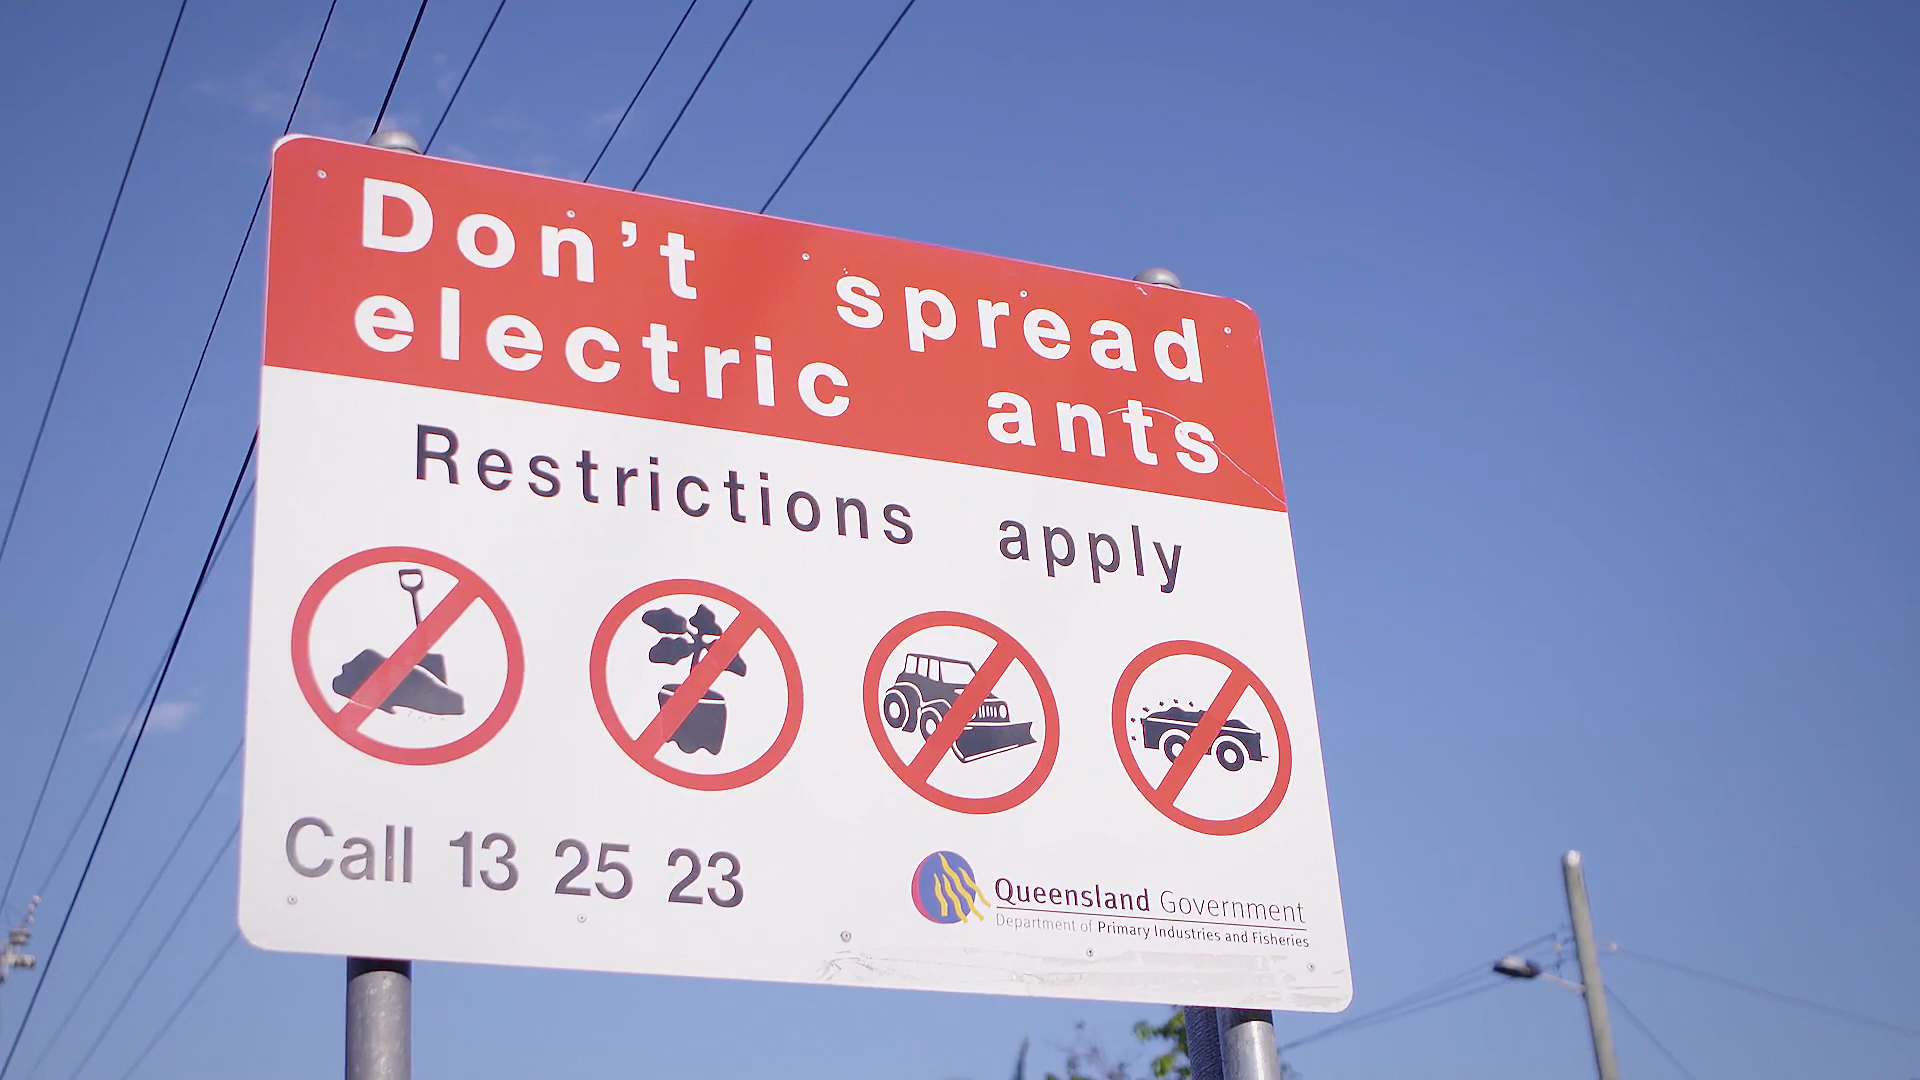 Don't spread
electric ants
Restrictions apply
Call 13 25 23
Queensland Government
Department of Primary Industries and Fisheries